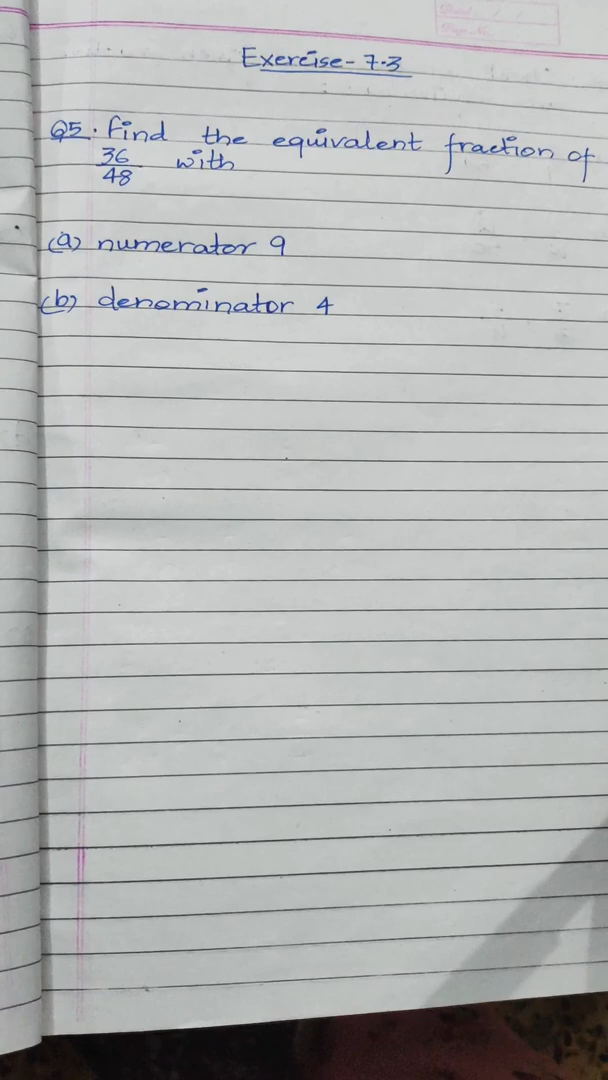 Exercise - 7.3
Q5. Find the equivalent fraction of
36/48 with
(a) numerator 9
(b) denominator 4